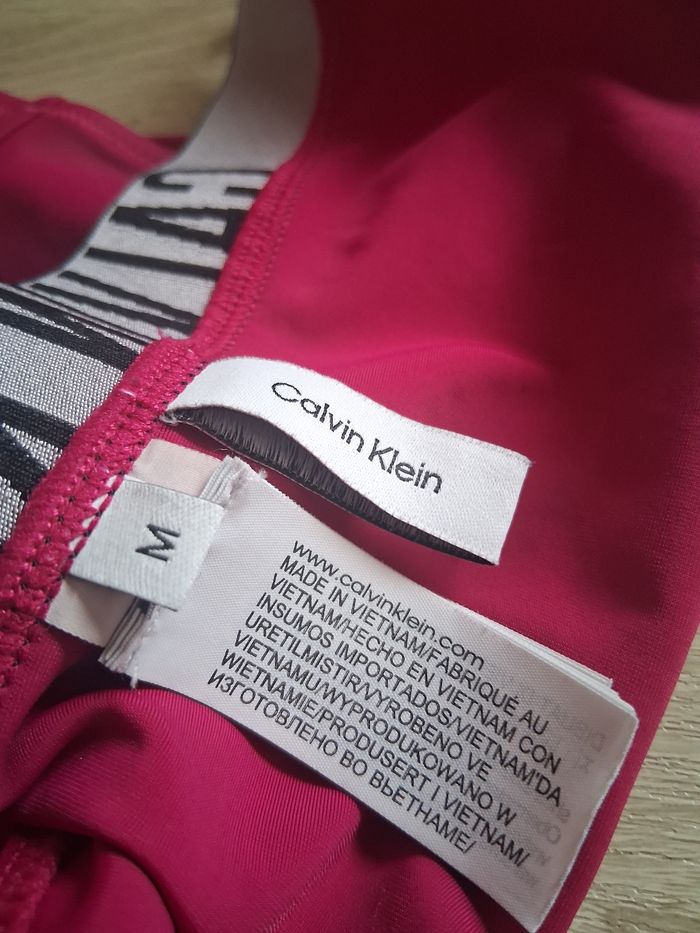 Calvin Klein
M
www.calvinklein.com
MADE IN VIETNAM/FABRIQUÉ AU
VIETNAM/HECHO EN VIETNAM CON
INSUMOS IMPORTADOS/VIETNAM'DA
URETILMISTIR/VYROBENO VE
VIETNAMU/WYPRODUKOWANO W
WIETNAMIE/PRODUSERT I VIETNAM/
ИЗГОТОВЛЕНО ВО ВЬЕТНАМЕ/